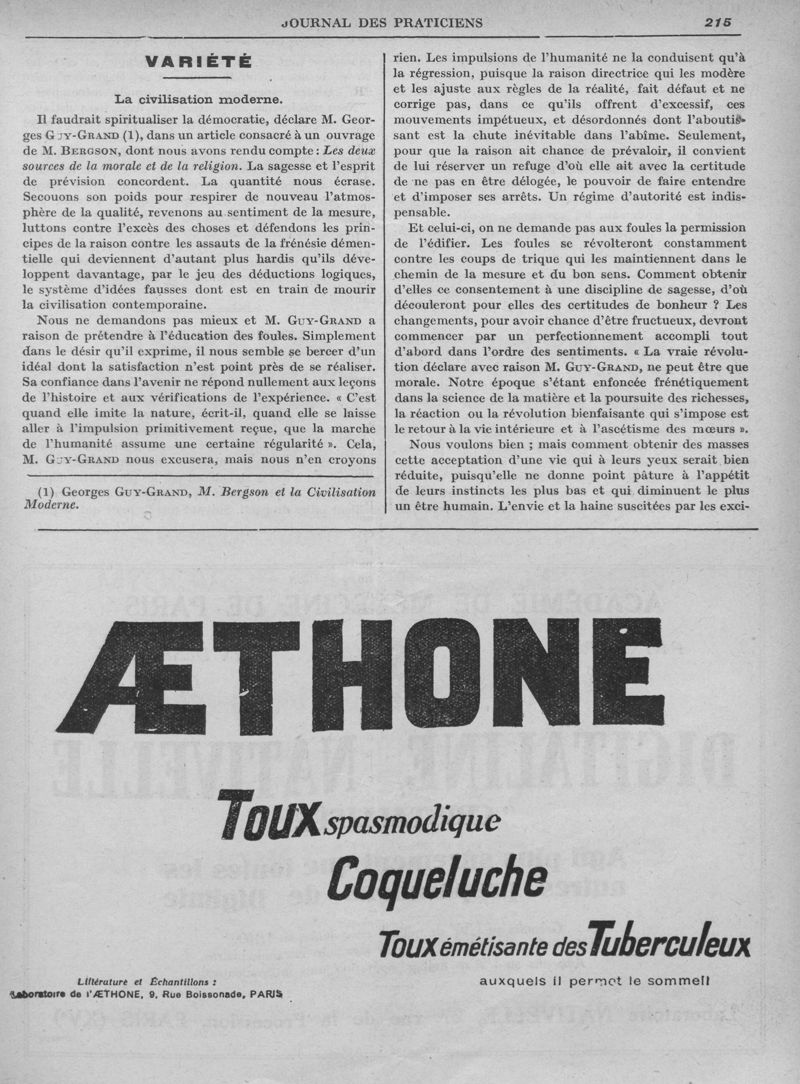 JOURNAL DES PRATICIENS 215
VARIÉTÉ
La civilisation moderne.
Il faudrait spiritualiser la démocratie, déclare M. Geor-
ges GUY-GRAND (1), dans un article consacré à un ouvrage
de M. BERGSON, dont nous avons rendu compte : Les deux
sources de la morale et de la religion. La sagesse et l'esprit
de prévision concordent. La quantité nous écrase.
Secouons son poids pour respirer de nouveau l'atmos-
phère de la qualité, revenons au sentiment de la mesure,
luttons contre l'excès des choses et défendons les prin-
cipes de la raison contre les assauts de la frénésie démen-
tielle qui deviennent d'autant plus hardis qu'ils déve-
loppent davantage, par le jeu des déductions logiques,
le système d'idées fausses dont est en train de mourir
la civilisation contemporaine.
Nous ne demandons pas mieux et M. GUY-GRAND a
raison de prétendre à l'éducation des foules. Simplement
dans le désir qu'il exprime, il nous semble se bercer d'un
idéal dont la satisfaction n'est point près de se réaliser.
Sa confiance dans l'avenir ne répond nullement aux leçons
de l'histoire et aux vérifications de l'expérience. « C'est
quand elle imite la nature, écrit-il, quand elle se laisse
aller à l'impulsion primitivement reçue, que la marche
de l'humanité assume une certaine régularité ». Cela,
M. GUY-GRAND nous excusera, mais nous n'en croyons
(1) Georges GUY-GRAND, M. Bergson et la Civilisation
Moderne.
rien. Les impulsions de l'humanité ne la conduisent qu'à
la régression, puisque la raison directrice qui les modère
et les ajuste aux règles de la réalité, fait défaut et ne
corrige pas, dans ce qu'ils offrent d'excessif, ces
mouvements impétueux, et désordonnés dont l'aboutis-
sant est la chute inévitable dans l'abîme. Seulement,
pour que la raison ait chance de prévaloir, il convient
de lui réserver un refuge d'où elle ait avec la certitude
de ne pas en être délogée, le pouvoir de faire entendre
et d'imposer ses arrêts. Un régime d'autorité est indis-
pensable.
Et celui-ci, on ne demande pas aux foules la permission
de l'édifier. Les foules se révolteront constamment
contre les coups de trique qui les maintiennent dans le
chemin de la mesure et du bon sens. Comment obtenir
d'elles ce consentement à une discipline de sagesse, d'où
découleront pour elles des certitudes de bonheur ? Les
changements, pour avoir chance d'être fructueux, devront
commencer par un perfectionnement accompli tout
d'abord dans l'ordre des sentiments. « La vraie révolu-
tion déclare avec raison M. GUY-GRAND, ne peut être que
morale. Notre époque s'étant enfoncée frénétiquement
dans la science de la matière et la poursuite des richesses,
la réaction ou la révolution bienfaisante qui s'impose est
le retour à la vie intérieure et à l'ascétisme des mœurs ».
Nous voulons bien ; mais comment obtenir des masses
cette acceptation d'une vie qui à leurs yeux serait bien
réduite, puisqu'elle ne donne point pâture à l'appétit
de leurs instincts les plus bas et qui diminuent le plus
un être humain. L'envie et la haine suscitées par les exci-
ÆTHONE
Toux spasmodique
Coqueluche
Toux émétisante des Tuberculeux
auxquels il permet le sommeil
Littérature et Échantillons :
Laboratoire de l'ÆTHONE, 9, Rue Boissonade, PARIS